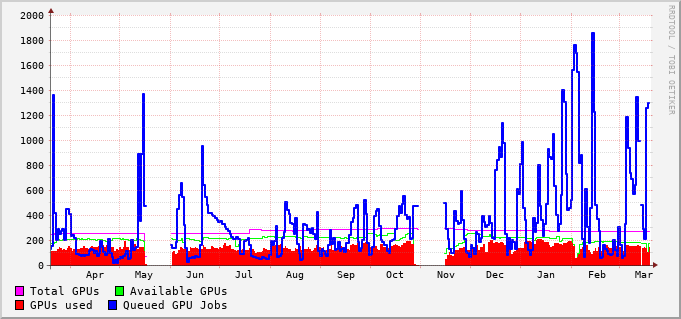 2000
1800
1600
1400
1200
1000
800
600
400
200
0
Apr May Jun Jul Aug Sep Oct Nov Dec Jan Feb Mar
Total GPUs Available GPUs
GPUs used Queued GPU Jobs
RRDTOOL / TOBI OETIKER